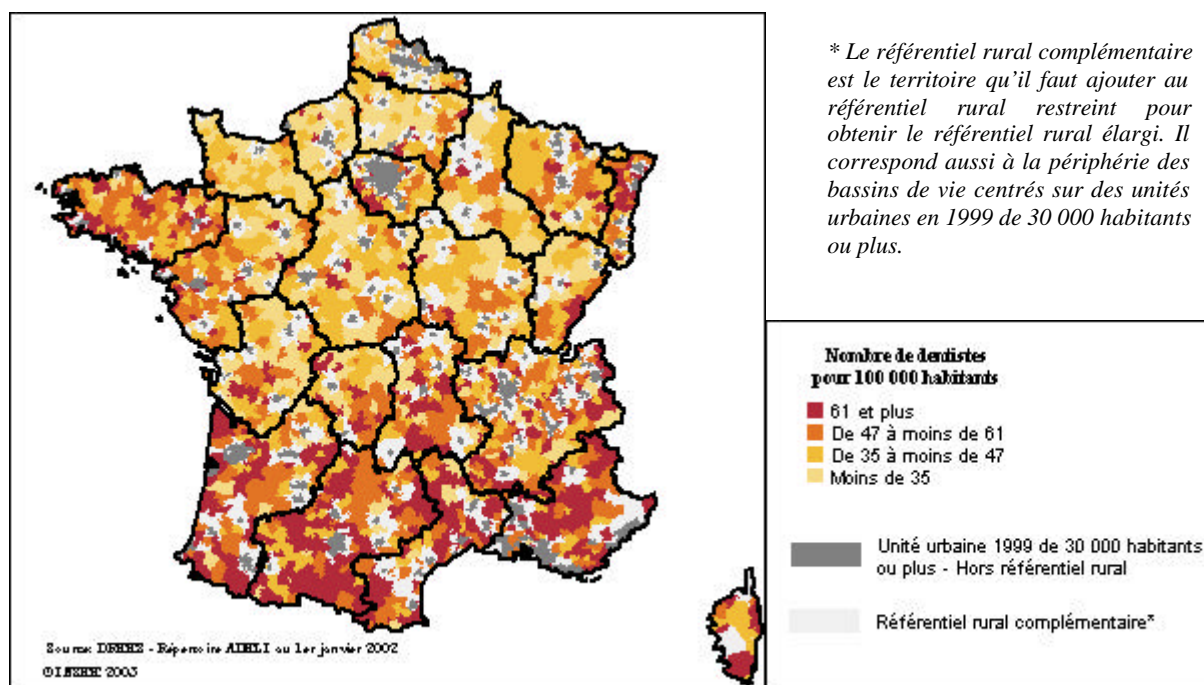 * Le référentiel rural complémentaire
est le territoire qu'il faut ajouter au
référentiel rural restreint pour
obtenir le référentiel rural élargi. Il
correspond aussi à la périphérie des
bassins de vie centrés sur des unités
urbaines en 1999 de 30 000 habitants
ou plus.
Nombre de dentistes
pour 100 000 habitants
61 et plus
De 47 à moins de 61
De 35 à moins de 47
Moins de 35
Unité urbaine 1999 de 30 000 habitants
ou plus - Hors référentiel rural
Référentiel rural complémentaire*
Source: DREES - Répertoire ADELI au 1er janvier 2002
©INSEE 2003